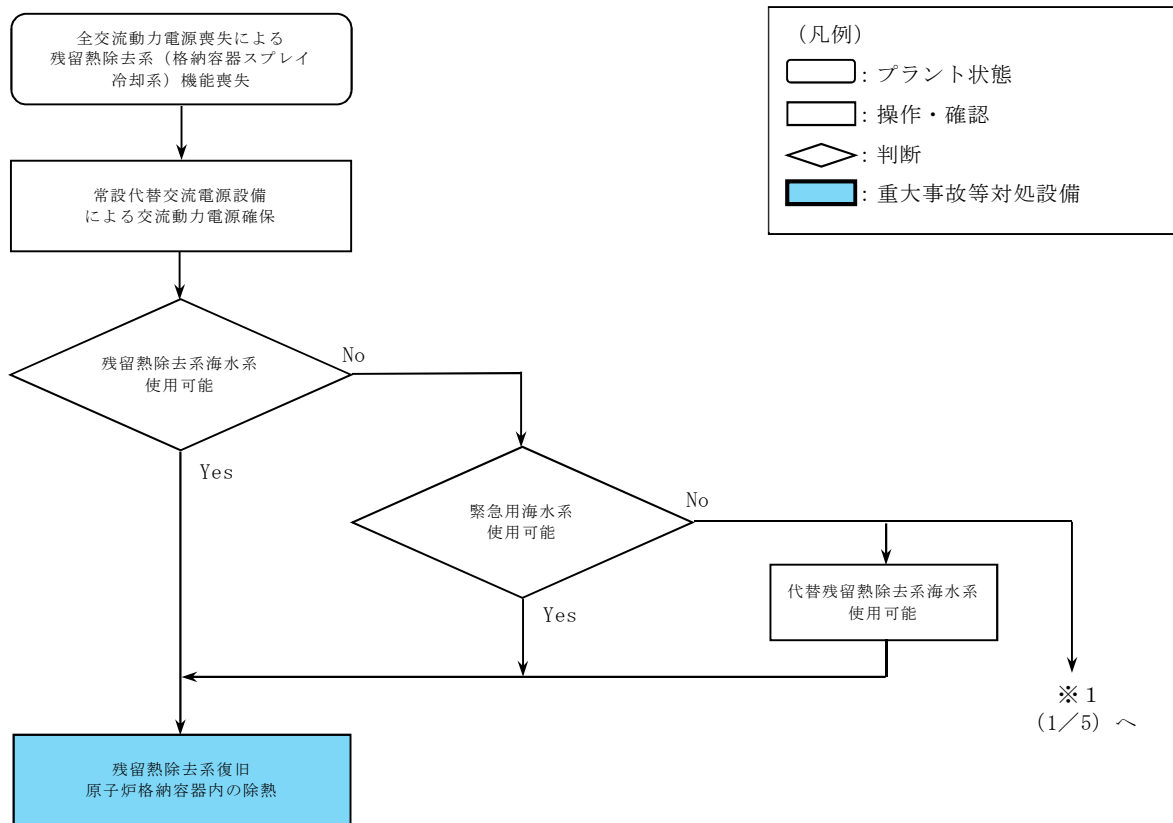 全交流動力電源喪失による
残留熱除去系（格納容器スプレイ
冷却系）機能喪失
（凡例）
：プラント状態
：操作・確認
：判断
：重大事故等対処設備
常設代替交流電源設備
による交流動力電源確保
残留熱除去系海水系
使用可能
No
Yes
緊急用海水系
使用可能
No
Yes
代替残留熱除去系海水系
使用可能
※１
（1／5）へ
残留熱除去系復旧
原子炉格納容器内の除熱